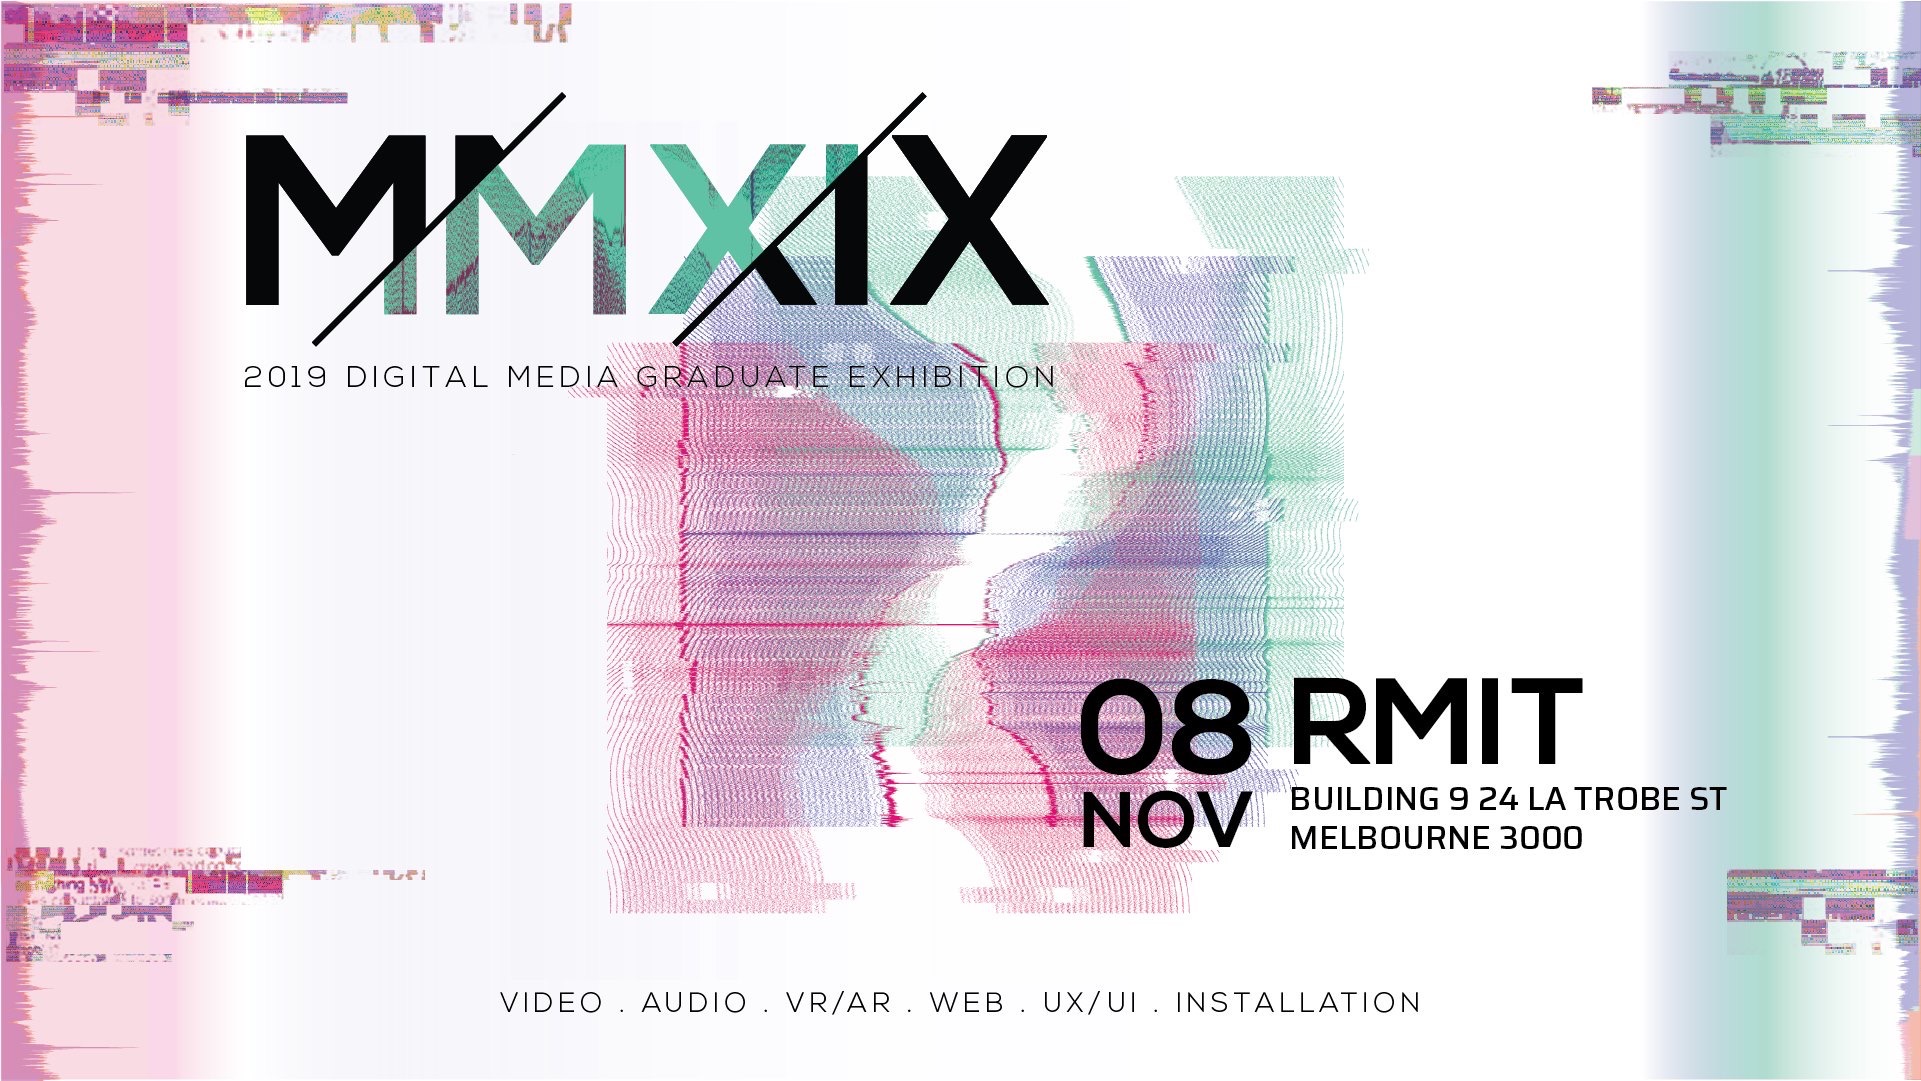 MMXIX
2019 DIGITAL MEDIA GRADUATE EXHIBITION
08 NOV
RMIT
BUILDING 9 24 LA TROBE ST
MELBOURNE 3000
VIDEO . AUDIO . VR/AR . WEB . UX/UI . INSTALLATION